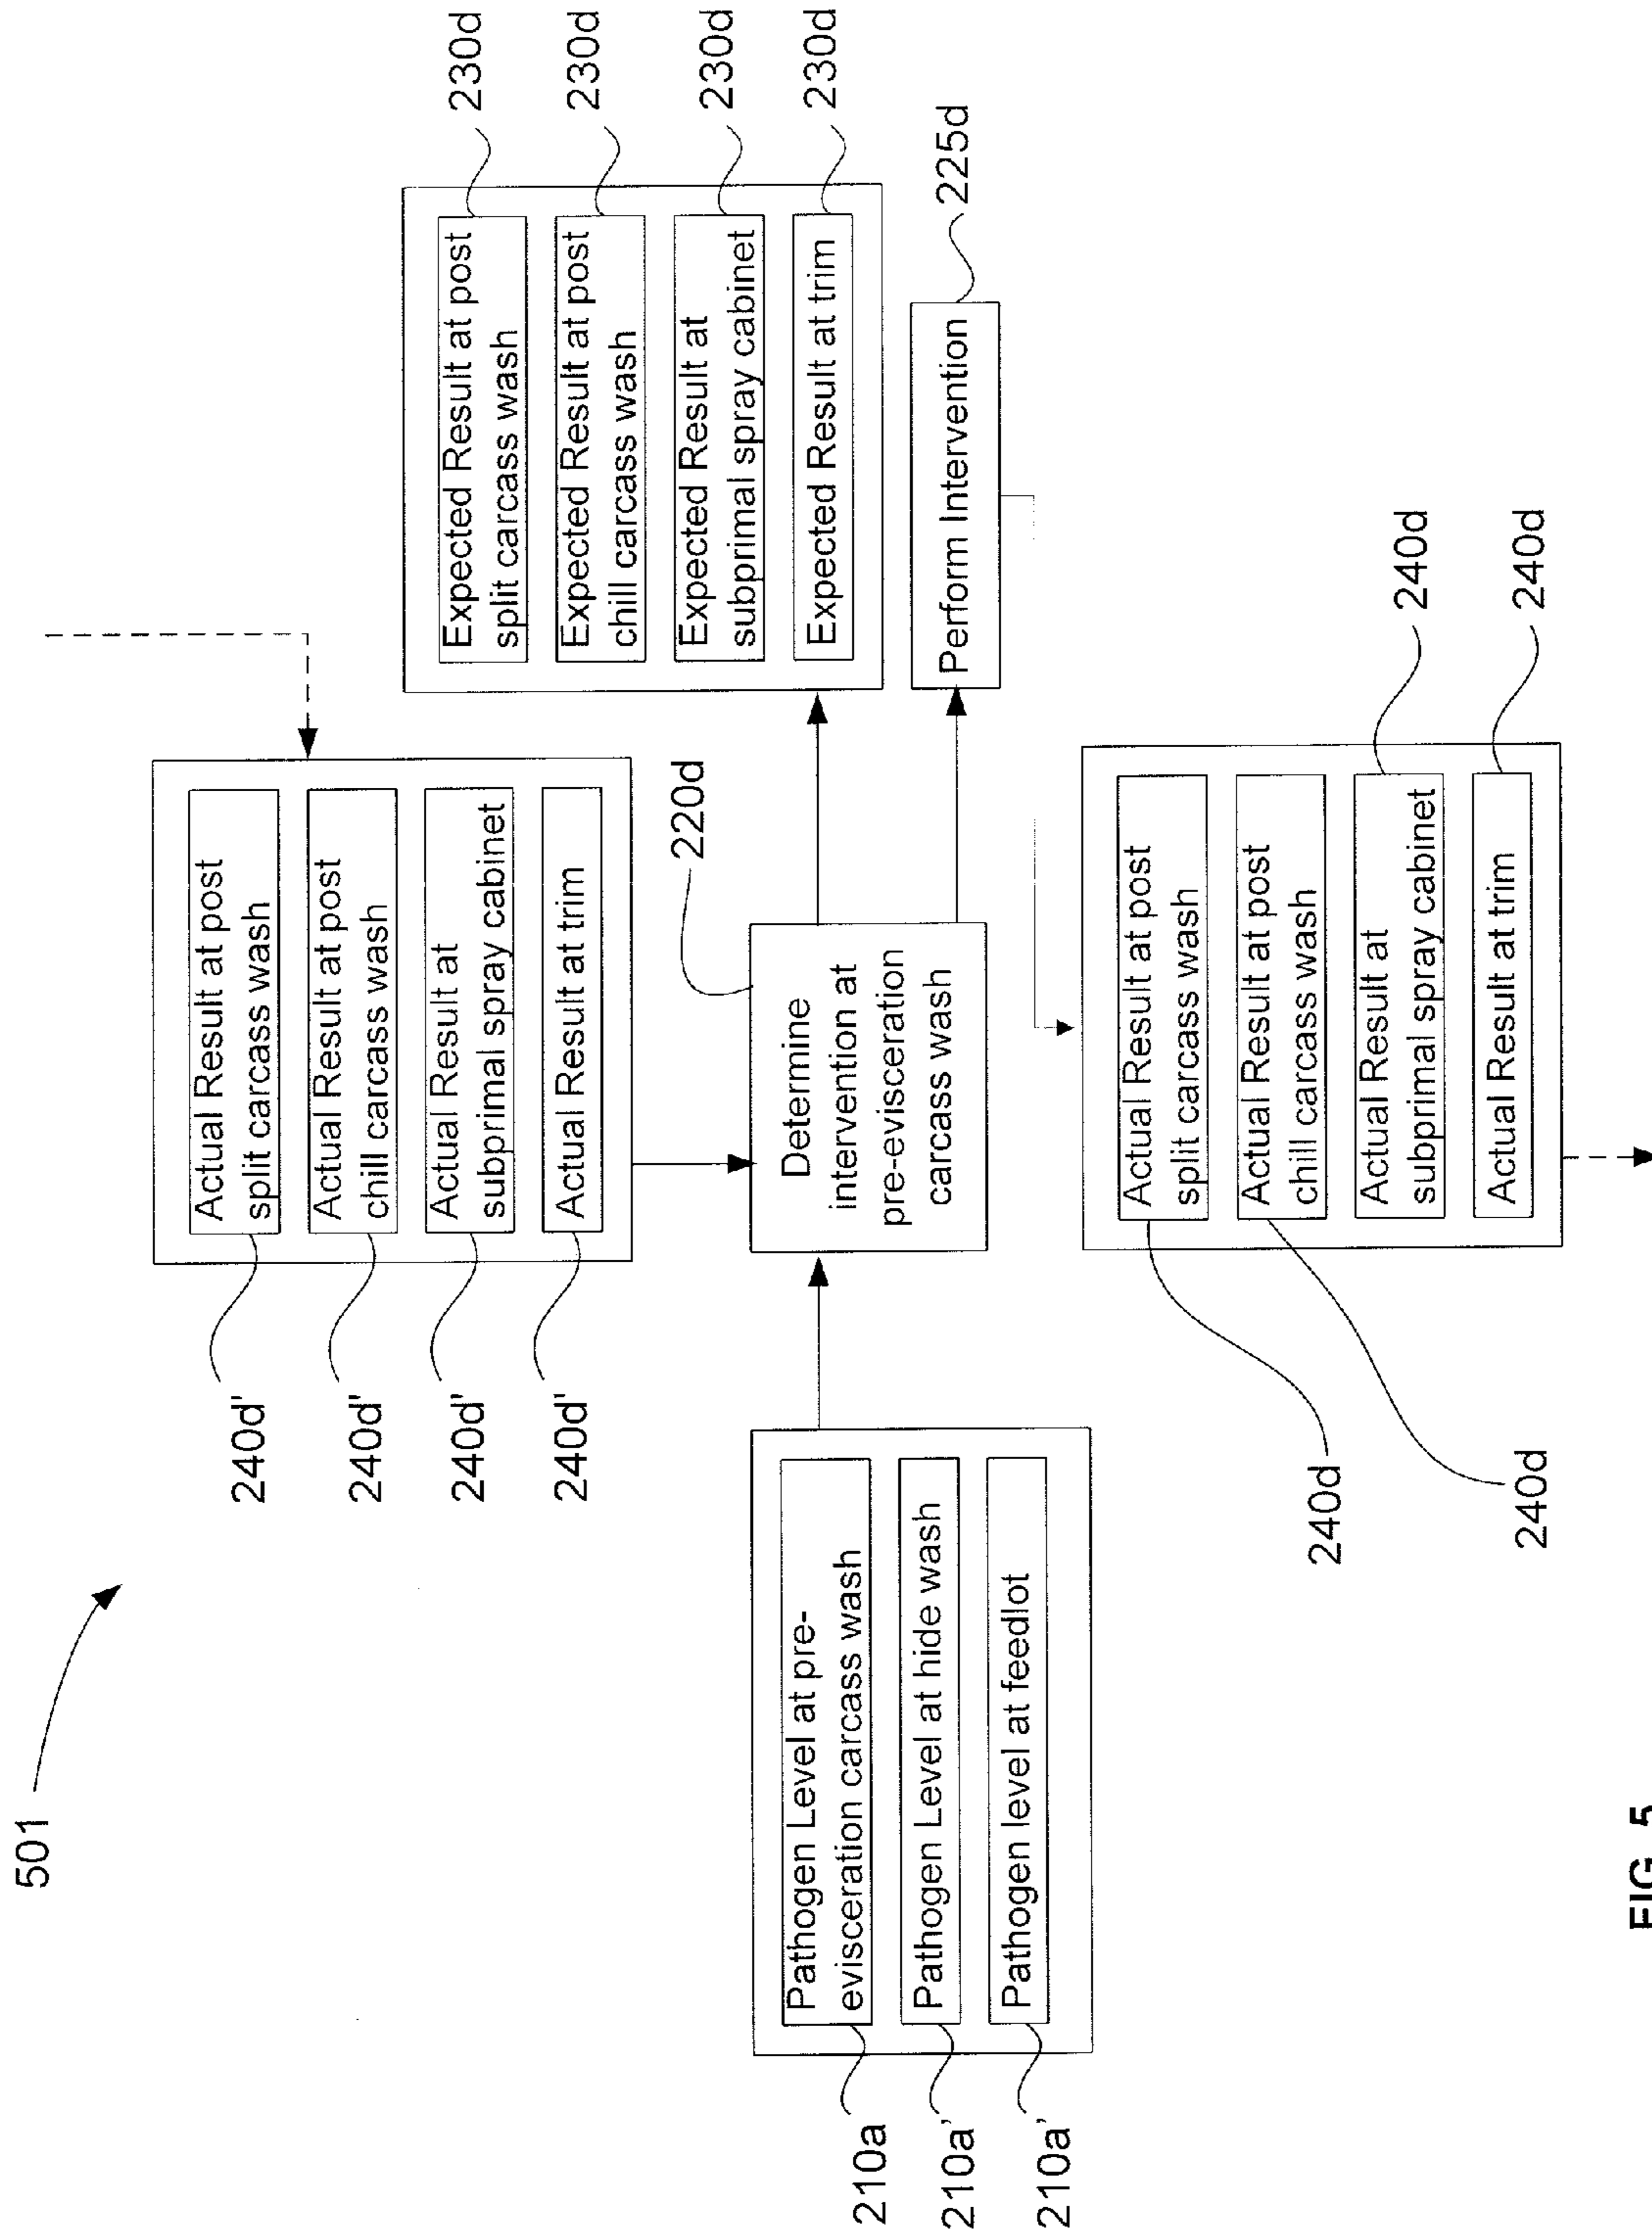 501
Actual Result at post
split carcass wash
Actual Result at post
chill carcass wash
Actual Result at
subprimal spray cabinet
Actual Result at trim
240d'
240d'
240d'
240d'
Pathogen Level at pre-
evisceration carcass wash
Pathogen Level at hide wash
Pathogen level at feedlot
210a
210a'
210a'
220d
Determine
intervention at
pre-evisceration
carcass wash
Expected Result at post
split carcass wash
Expected Result at post
chill carcass wash
Expected Result at
subprimal spray cabinet
Expected Result at trim
230d
230d
230d
230d
Perform Intervention
225d
Actual Result at post
split carcass wash
Actual Result at post
chill carcass wash
Actual Result at
subprimal spray cabinet
Actual Result at trim
240d
240d
240d
240d
FIG. 5